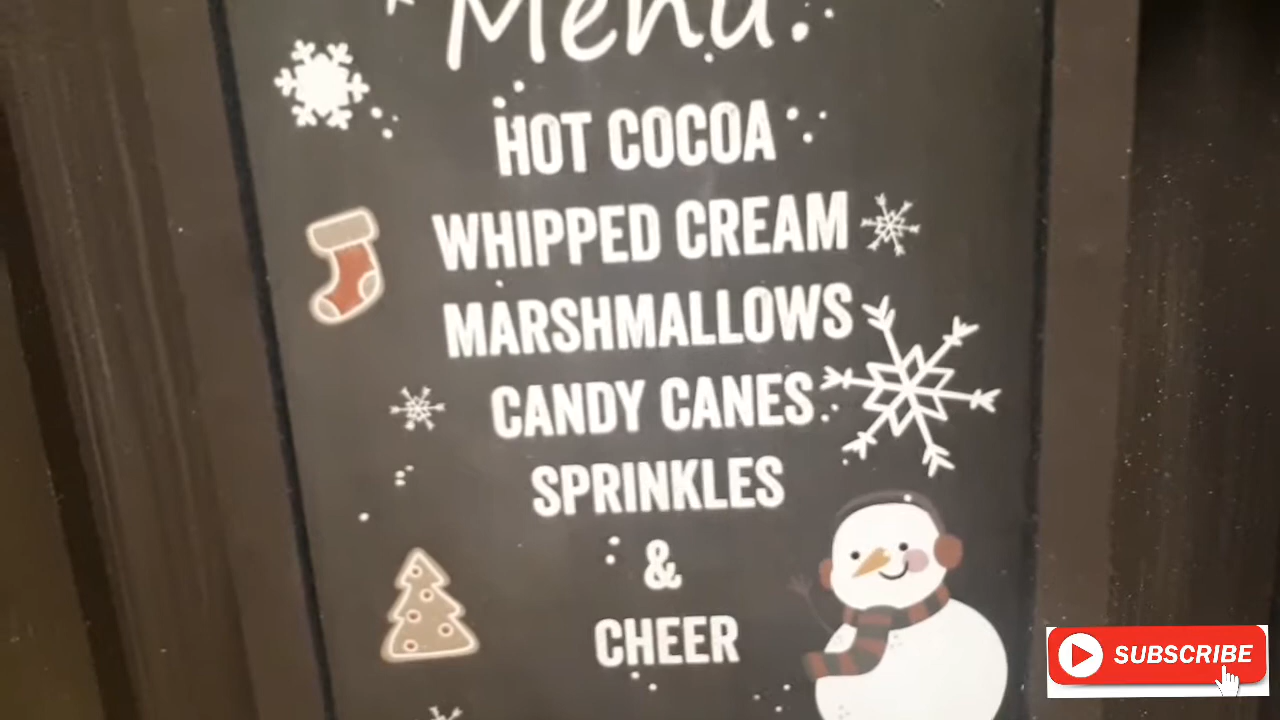 Menu:
HOT COCOA
WHIPPED CREAM
MARSHMALLOWS
CANDY CANES
SPRINKLES
&
CHEER
SUBSCRIBE